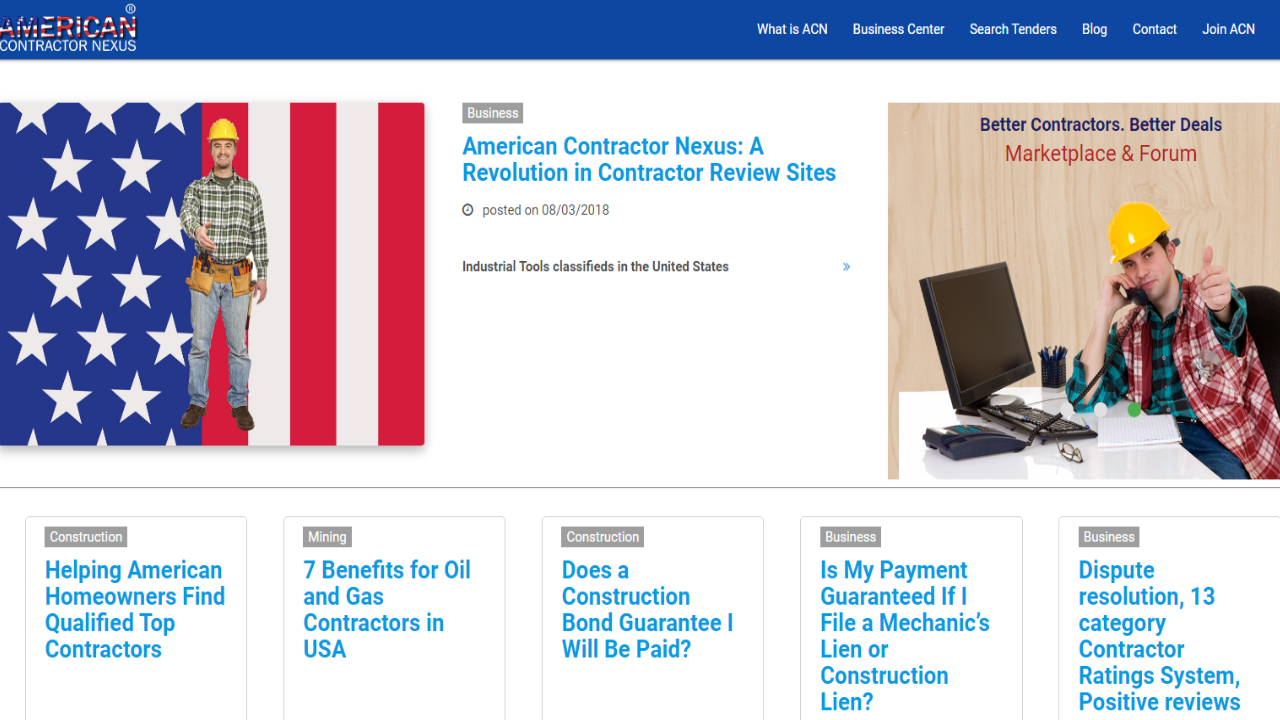 AMERICAN®
CONTRACTOR NEXUS
What is ACN
Business Center
Search Tenders
Blog
Contact
Join ACN
Business
American Contractor Nexus: A
Revolution in Contractor Review Sites
posted on 08/03/2018
Industrial Tools classifieds in the United States »
Better Contractors. Better Deals
Marketplace & Forum
Construction
Helping American
Homeowners Find
Qualified Top
Contractors
Mining
7 Benefits for Oil
and Gas
Contractors in
USA
Construction
Does a
Construction
Bond Guarantee I
Will Be Paid?
Business
Is My Payment
Guaranteed If I
File a Mechanic’s
Lien or
Construction
Lien?
Business
Dispute
resolution, 13
category
Contractor
Ratings System,
Positive reviews